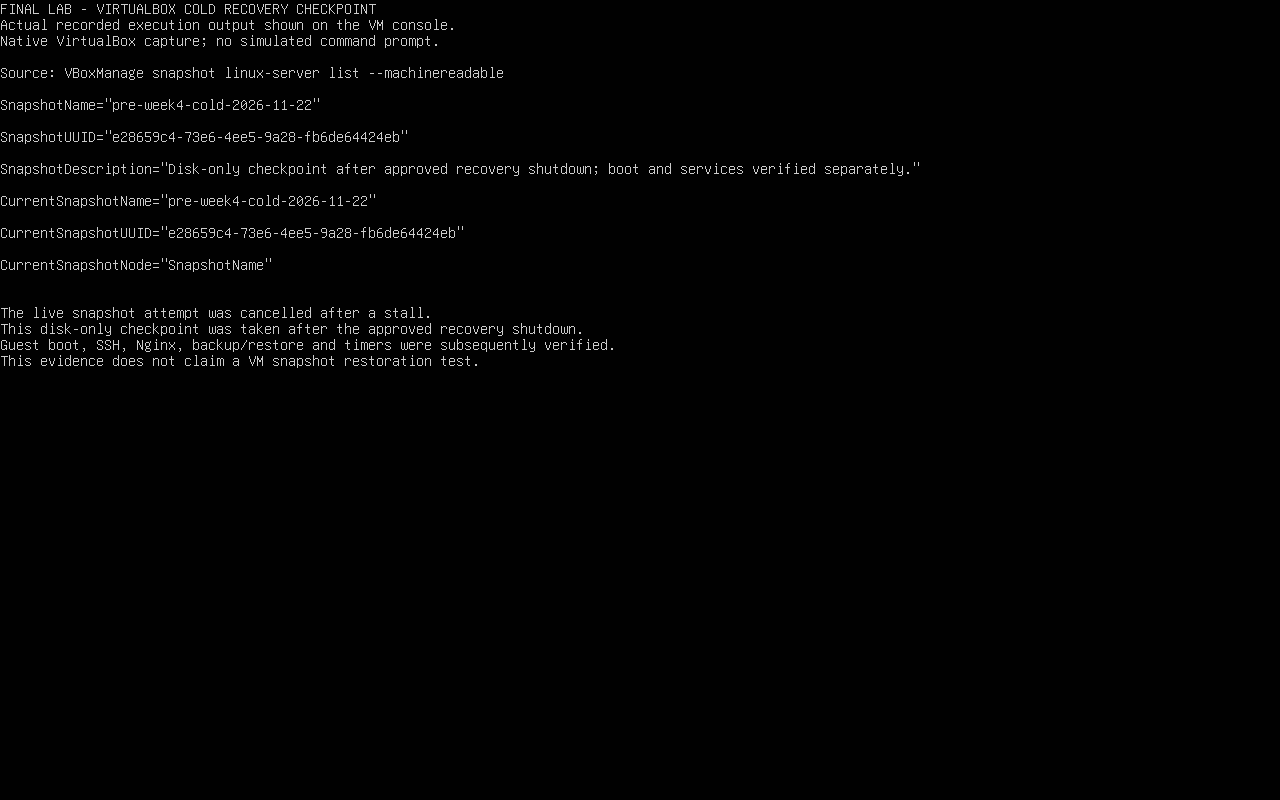 FINAL LAB - VIRTUALBOX COLD RECOVERY CHECKPOINT
Actual recorded execution output shown on the VM console.
Native VirtualBox capture; no simulated command prompt.
Source: VBoxManage snapshot linux-server list --machinereadable
SnapshotName="pre-week4-cold-2026-11-22"
SnapshotUUID="e28659c4-73e6-4ee5-9a28-fb6de64424eb"
SnapshotDescription="Disk-only checkpoint after approved recovery shutdown; boot and services verified separately."
CurrentSnapshotName="pre-week4-cold-2026-11-22"
CurrentSnapshotUUID="e28659c4-73e6-4ee5-9a28-fb6de64424eb"
CurrentSnapshotNode="SnapshotName"
The live snapshot attempt was cancelled after a stall.
This disk-only checkpoint was taken after the approved recovery shutdown.
Guest boot, SSH, Nginx, backup/restore and timers were subsequently verified.
This evidence does not claim a VM snapshot restoration test.